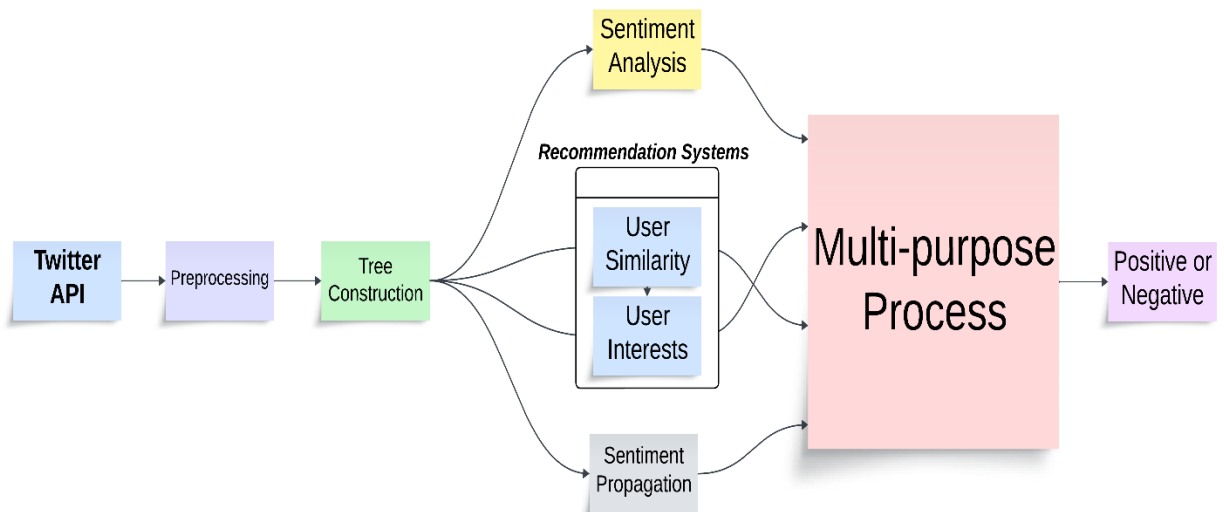 Twitter
API
Preprocessing
Tree
Construction
Sentiment
Analysis
Recommendation Systems
User
Similarity
User
Interests
Sentiment
Propagation
Multi-purpose
Process
Positive or
Negative